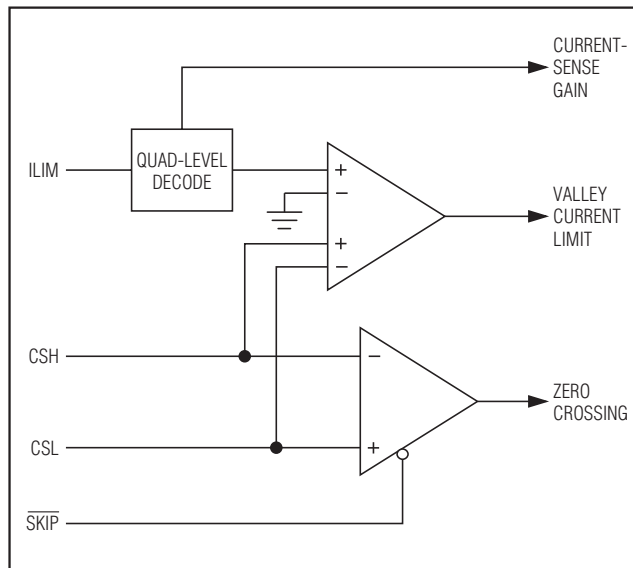 CURRENT-
SENSE
GAIN
ILIM
QUAD-LEVEL
DECODE
+
−
+
−
VALLEY
CURRENT
LIMIT
CSH
−
ZERO
CROSSING
CSL
+
SKIP